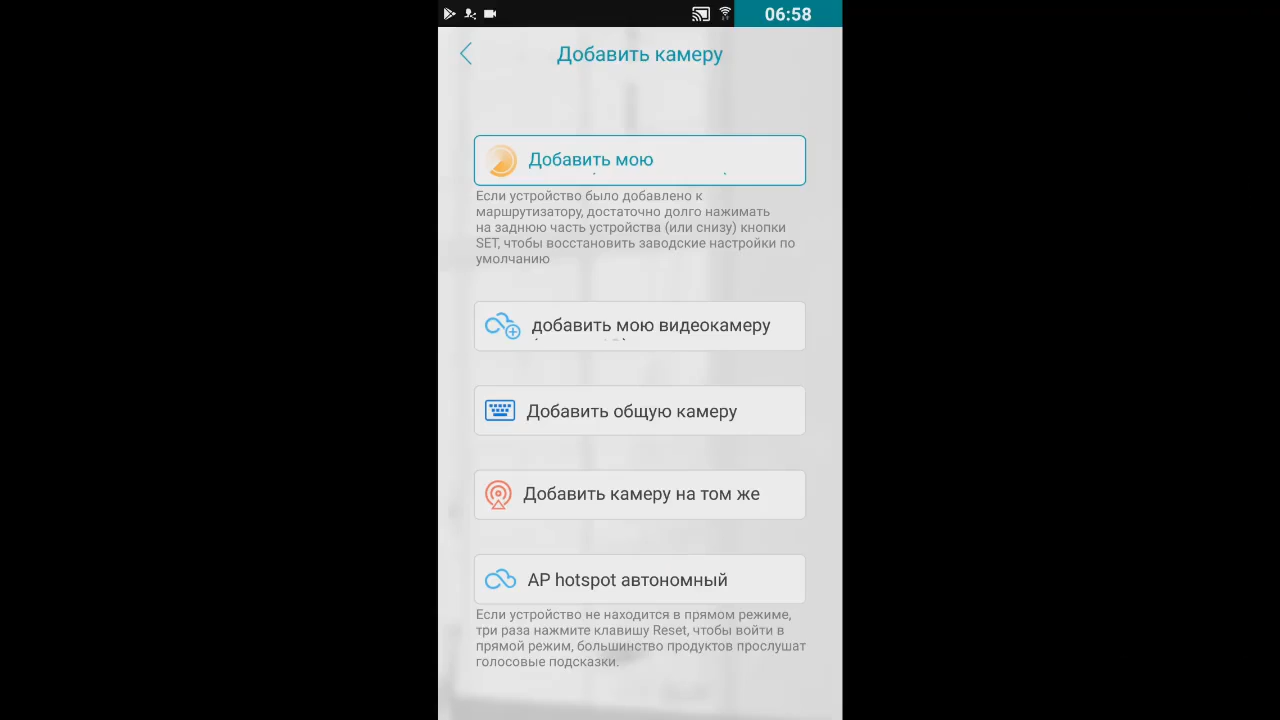 06:58
Добавить камеру
Добавить мою
Если устройство было добавлено к
маршрутизатору, достаточно долго нажимать
на заднюю часть устройства (или снизу) кнопки
SET, чтобы восстановить заводские настройки по
умолчанию
добавить мою видеокамеру
Добавить общую камеру
Добавить камеру на том же
AP hotspot автономный
Если устройство не находится в прямом режиме,
три раза нажмите клавишу Reset, чтобы войти в
прямой режим, большинство продуктов прослушат
голосовые подсказки.